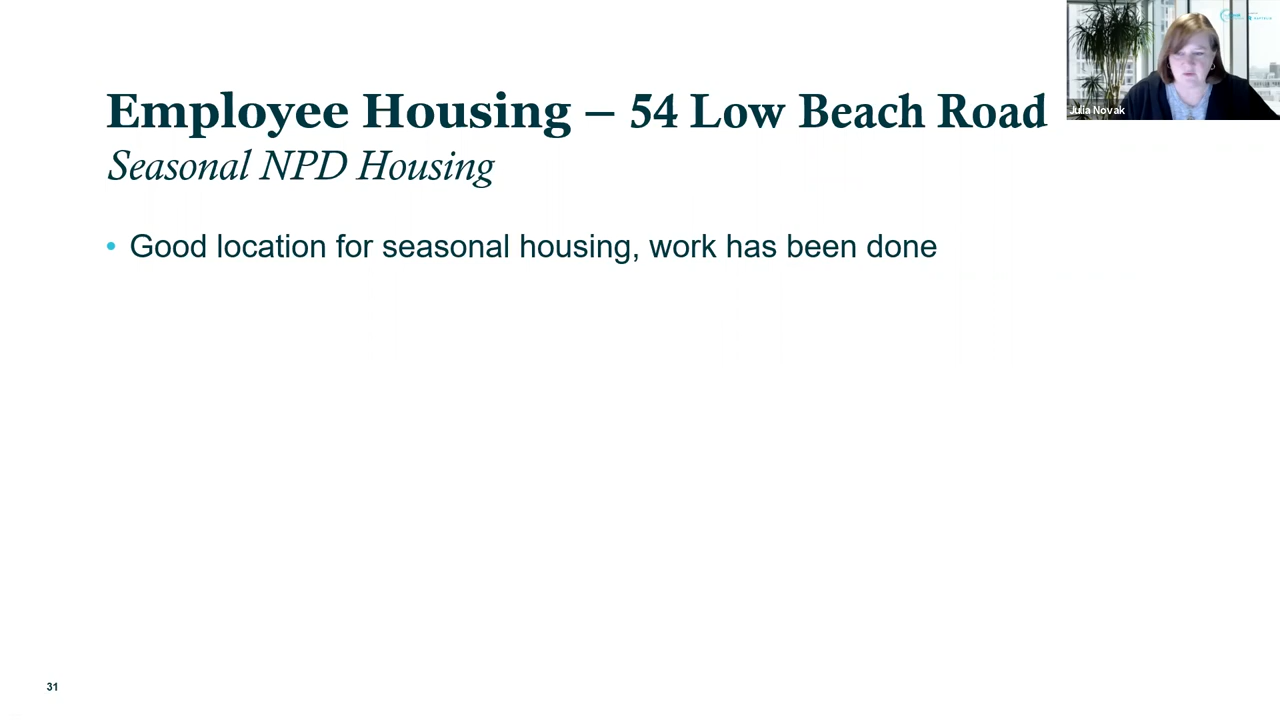 Employee Housing – 54 Low Beach Road
Seasonal NPD Housing
• Good location for seasonal housing, work has been done
Julia Novak
31